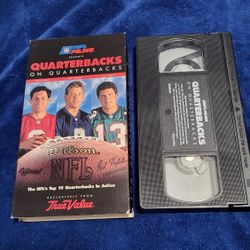 FILMS
PRESENTS
QUARTERBACKS
ON QUARTERBACKS
Wilson
Official
NFL
The NFL's Top 15 Quarterbacks In Action
EXCLUSIVELY FROM
True Value
QUARTERBACKS
ON QUARTERBACKS